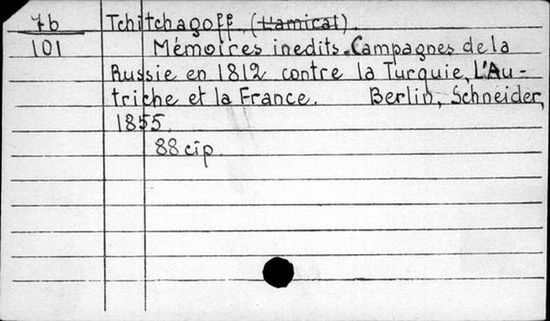 7b
101
Tchitchagoff, (Lamical).
Mémoires inedits. Campagnes de la
Russie en 1812 contre la Turquie, L'Au-
triche et la France. Berlin, Schneider,
1855.
88 cip.